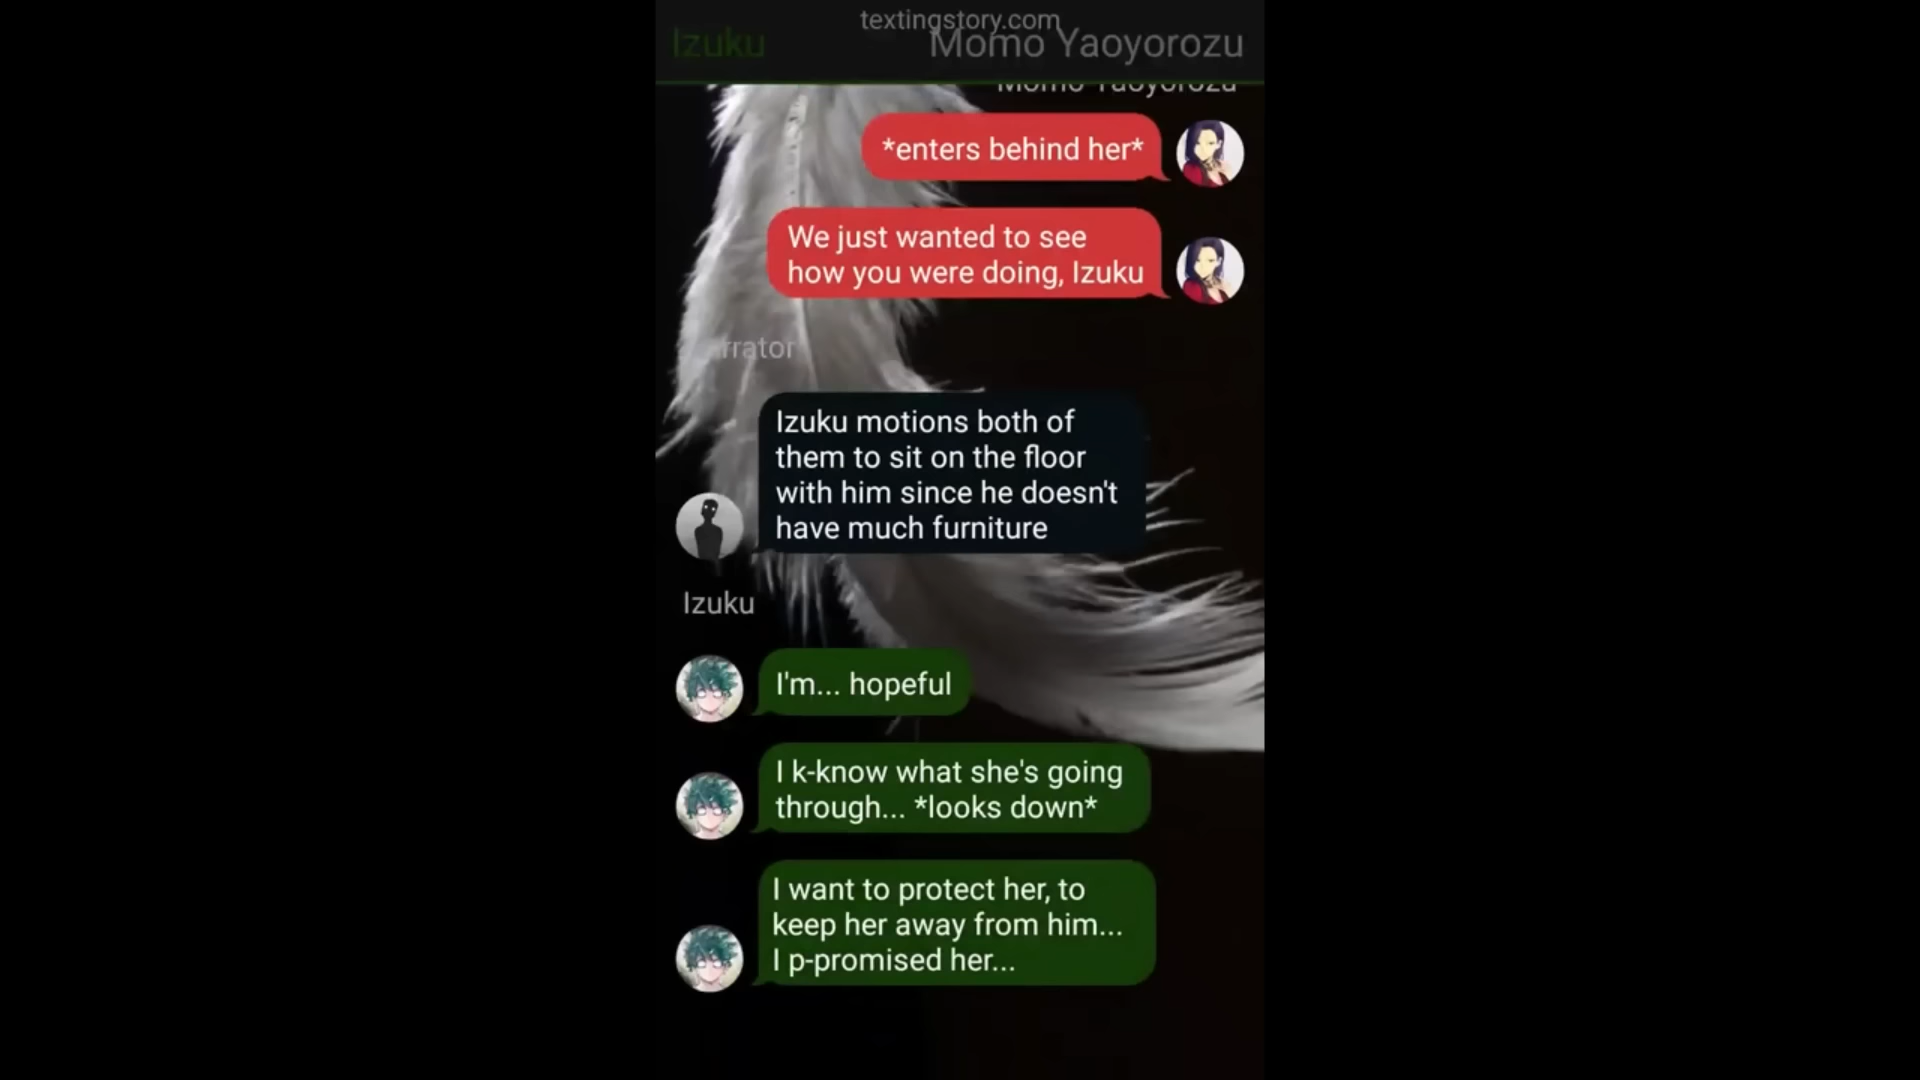 textingstory.com
Izuku
Momo Yaoyorozu
Momo Yaoyorozu
*enters behind her*
We just wanted to see
how you were doing, Izuku
rrator
Izuku motions both of
them to sit on the floor
with him since he doesn't
have much furniture
Izuku
I'm... hopeful
I k-know what she's going
through... *looks down*
I want to protect her, to
keep her away from him...
I p-promised her...